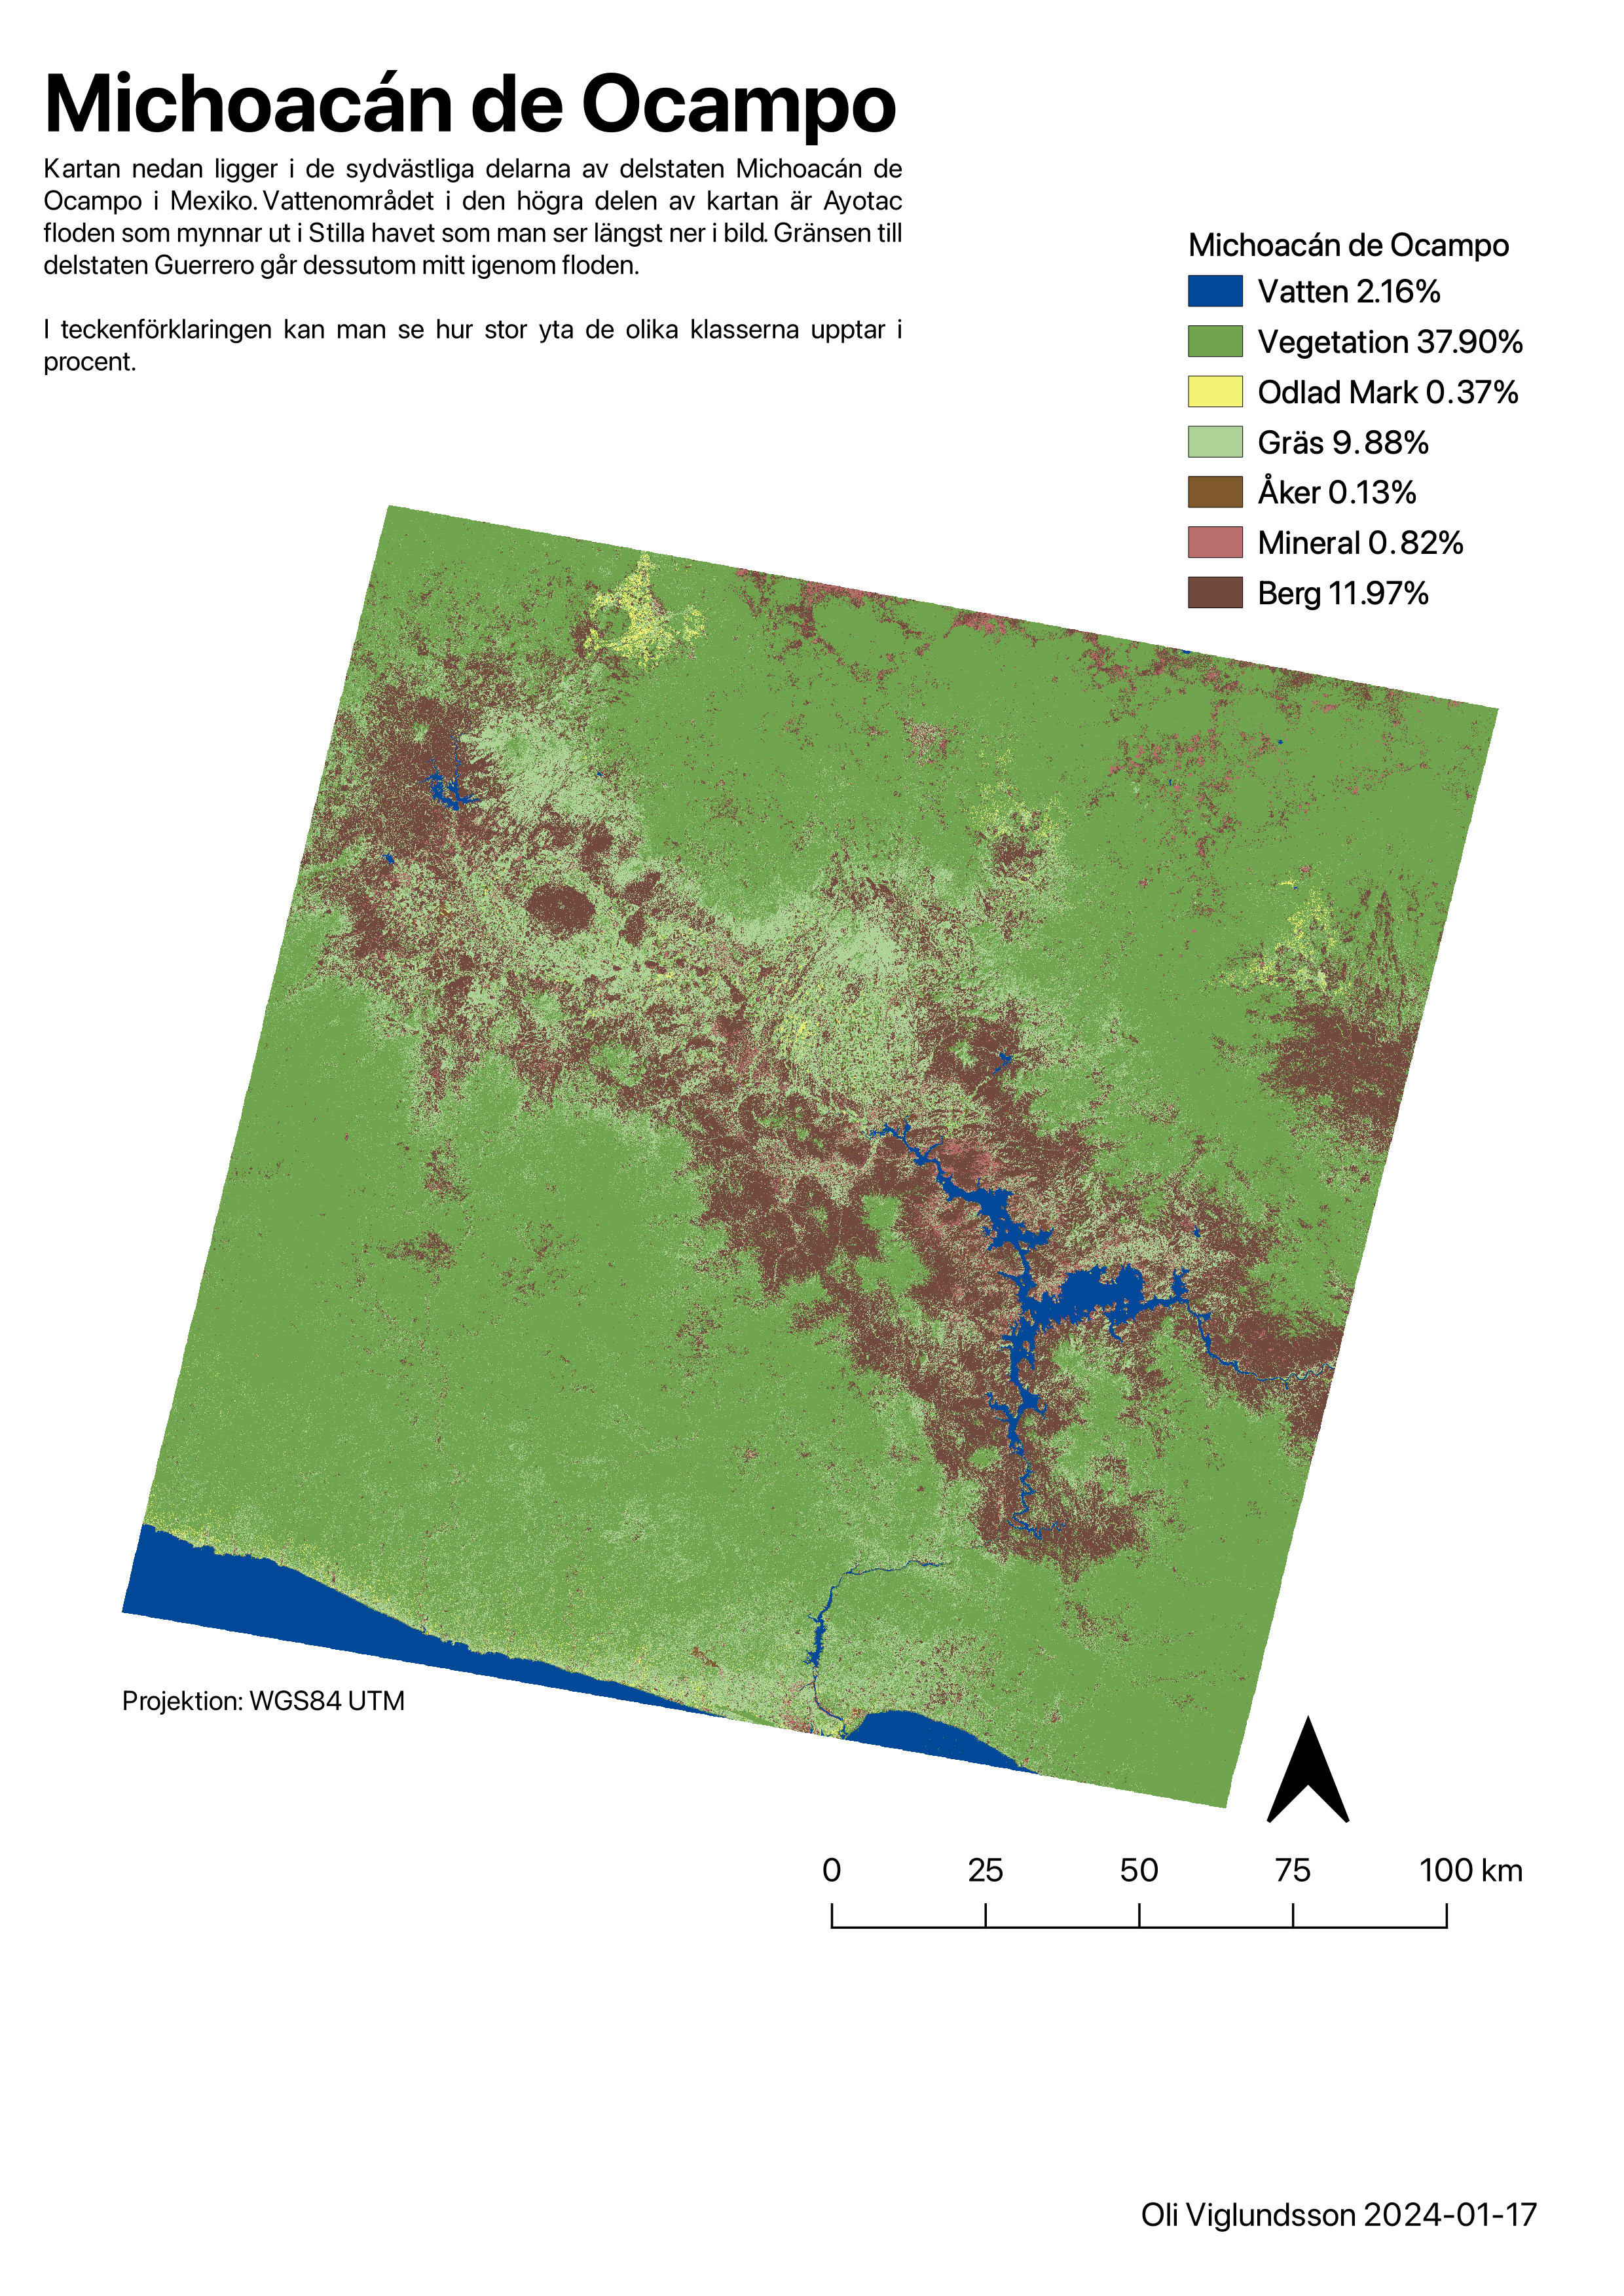 Michoacán de Ocampo
Kartan nedan ligger i de sydvästliga delarna av delstaten Michoacán de
Ocampo i Mexiko. Vattenområdet i den högra delen av kartan är Ayotac
floden som mynnar ut i Stilla havet som man ser längst ner i bild. Gränsen till
delstaten Guerrero går dessutom mitt igenom floden.
I teckenförklaringen kan man se hur stor yta de olika klasserna upptar i
procent.
Michoacán de Ocampo
Vatten 2.16%
Vegetation 37.90%
Odlad Mark 0.37%
Gräs 9.88%
Åker 0.13%
Mineral 0.82%
Berg 11.97%
Projektion: WGS84 UTM
0 25 50 75 100 km
Oli Viglundsson 2024-01-17